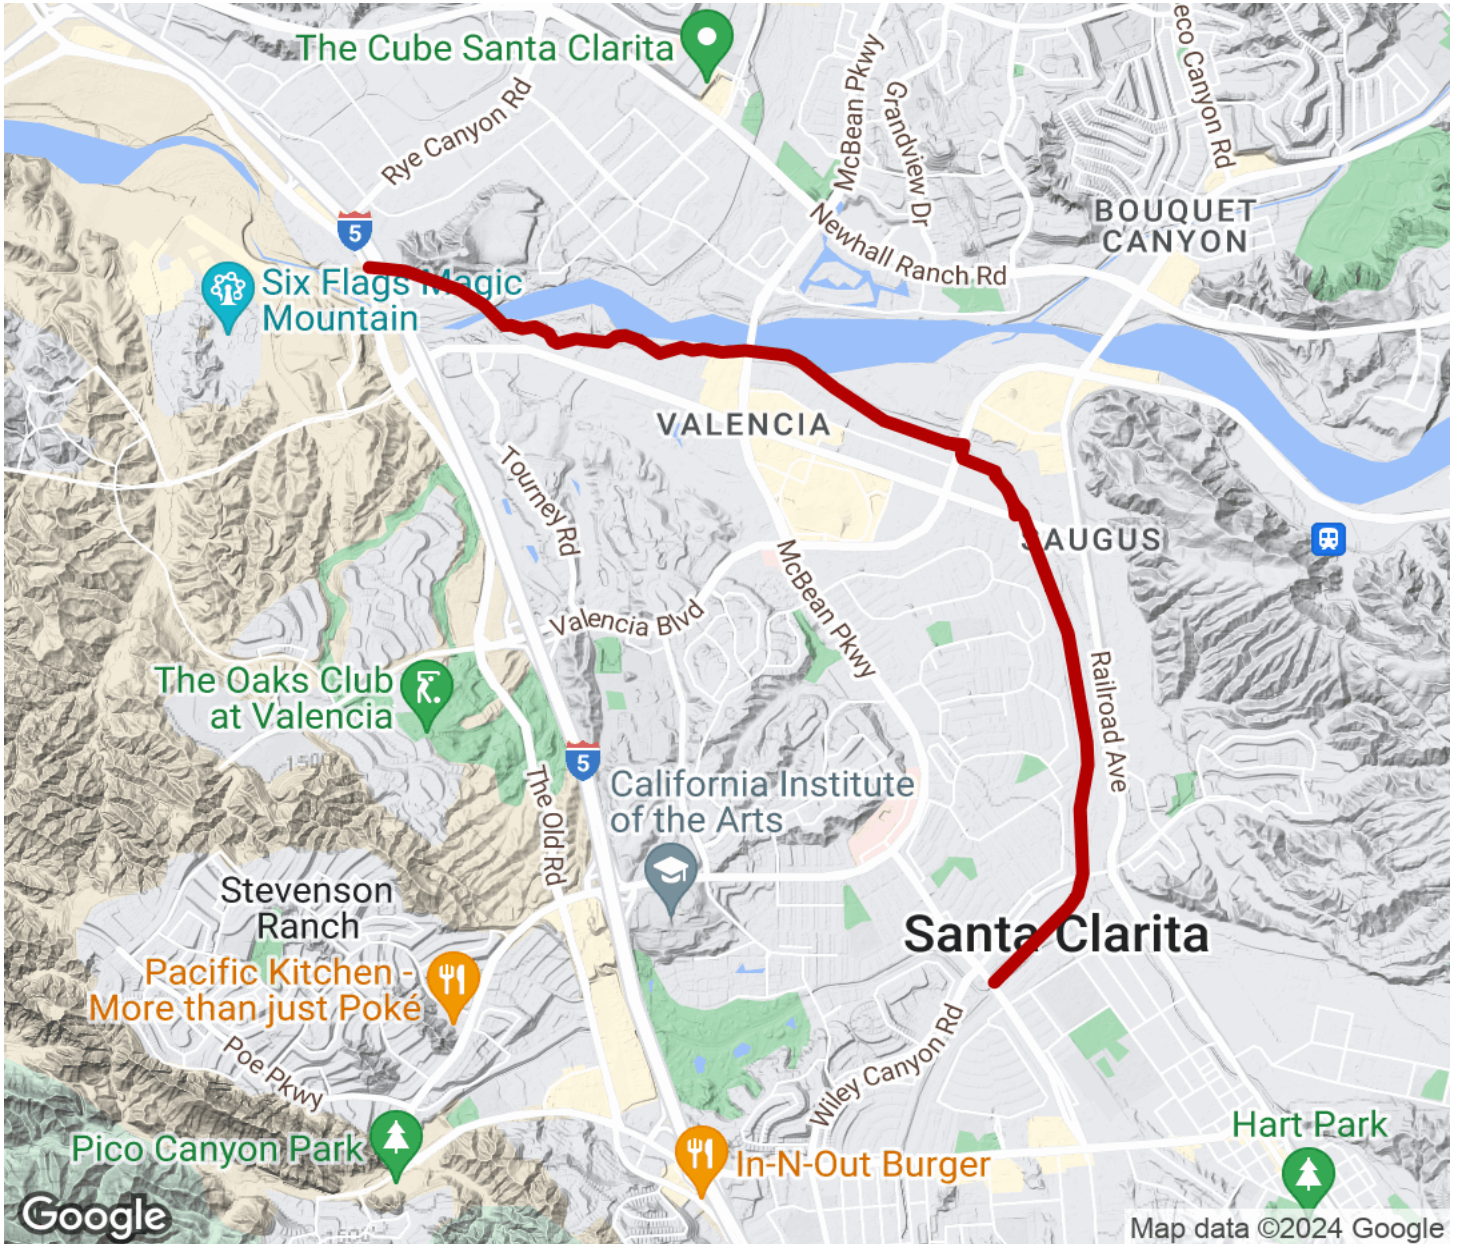 The Cube Santa Clarita
Rye Canyon Rd
McBean Pkwy
Grandview Dr
eco Canyon Rd
5
BOUQUET
CANYON
Newhall Ranch Rd
Six Flags Magic
Mountain
VALENCIA
Tourney Rd
SAUGUS
McBean Pkwy
Valencia Blvd
The Oaks Club
at Valencia
Railroad Ave
1500
5
The Old Rd
California Institute
of the Arts
Stevenson
Ranch
Santa Clarita
Pacific Kitchen -
More than just Poké
Poe Pkwy
Wiley Canyon Rd
Pico Canyon Park
Hart Park
In-N-Out Burger
Google
Map data ©2024 Google